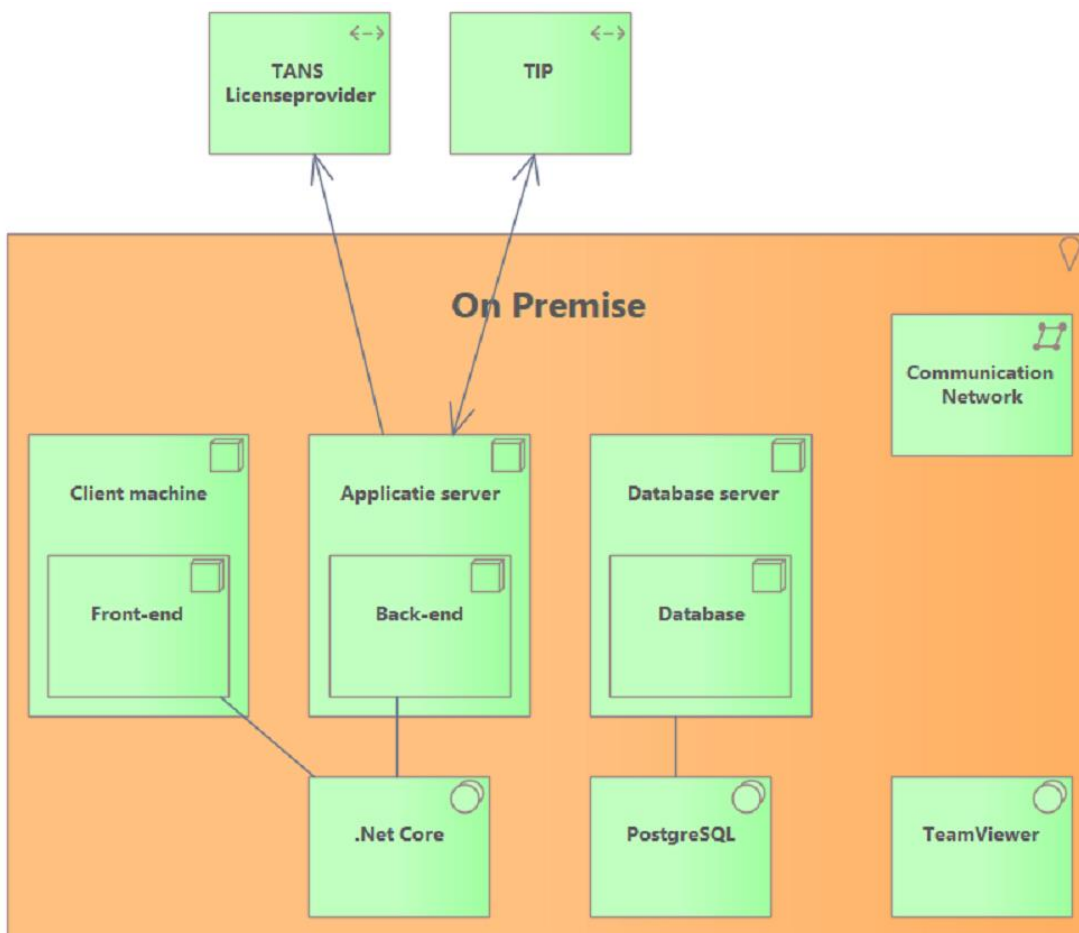 TANS
Licenseprovider
TIP
On Premise
Communication
Network
Client machine
Applicatie server
Database server
Front-end
Back-end
Database
.Net Core
PostgreSQL
TeamViewer